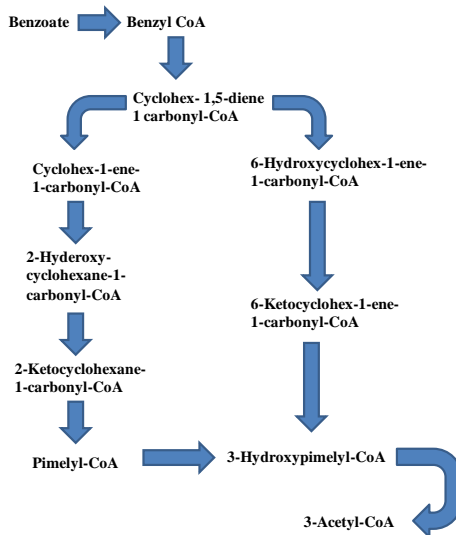 Benzoate
Benzyl CoA
Cyclohex- 1,5-diene
1 carbonyl-CoA
Cyclohex-1-ene-
1-carbonyl-CoA
6-Hydroxycyclohex-1-ene-
1-carbonyl-CoA
2-Hyderoxy-
cyclohexane-1-
carbonyl-CoA
6-Ketocyclohex-1-ene-
1-carbonyl-CoA
2-Ketocyclohexane-
1-carbonyl-CoA
Pimelyl-CoA
3-Hydroxypimelyl-CoA
3-Acetyl-CoA